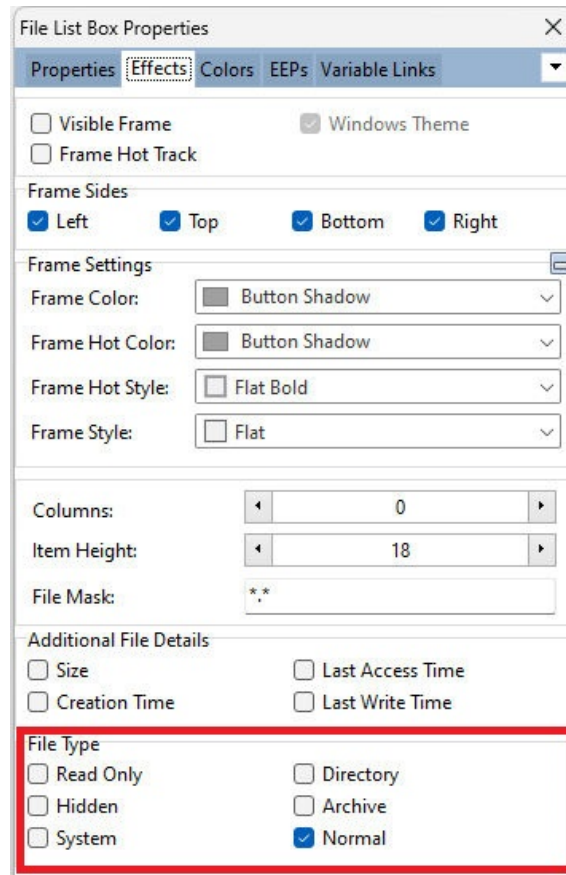 File List Box Properties
Properties Effects Colors EEPs Variable Links
Visible Frame Windows Theme
Frame Hot Track
Frame Sides
Left Top Bottom Right
Frame Settings
Frame Color: Button Shadow
Frame Hot Color: Button Shadow
Frame Hot Style: Flat Bold
Frame Style: Flat
Columns: 0
Item Height: 18
File Mask: *.*
Additional File Details
Size Last Access Time
Creation Time Last Write Time
File Type
Read Only Directory
Hidden Archive
System Normal